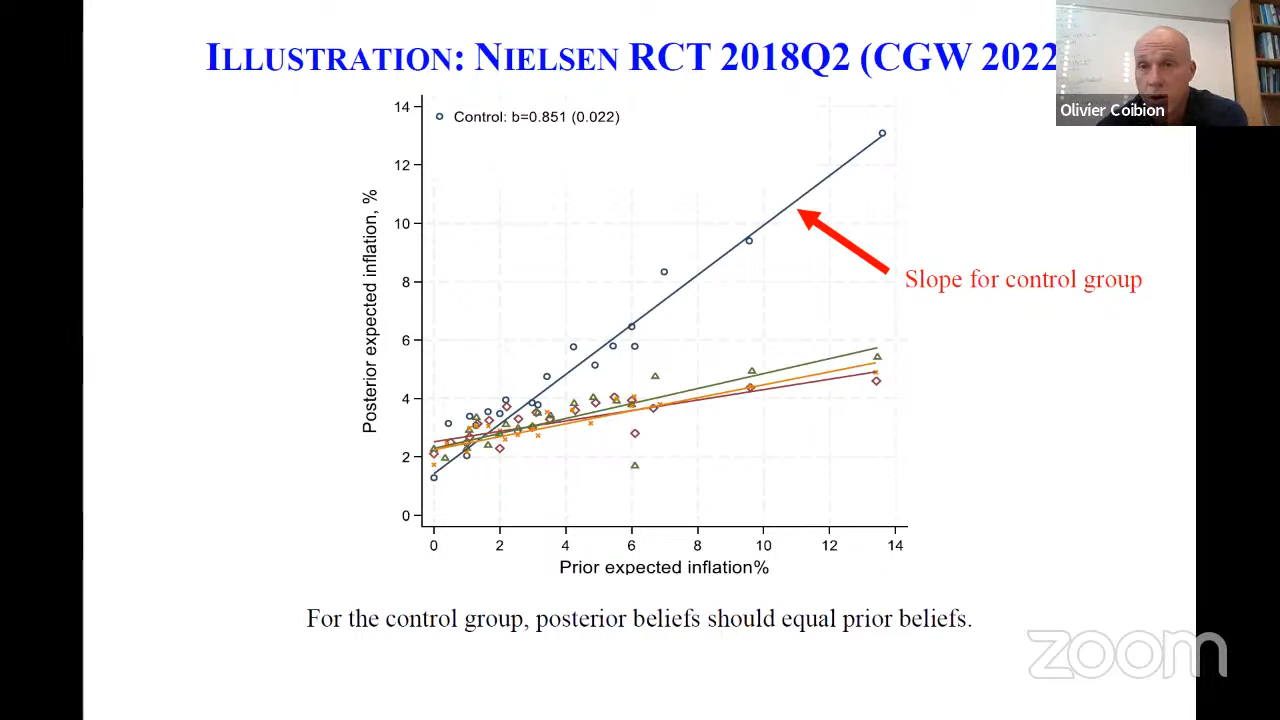 ILLUSTRATION: NIELSEN RCT 2018Q2 (CGW 2022
Olivier Coibion
Control: b=0.851 (0.022)
14
12
10
8
6
4
2
0
Posterior expected inflation, %
Slope for control group
0 2 4 6 8 10 12 14
Prior expected inflation%
For the control group, posterior beliefs should equal prior beliefs.
zoom